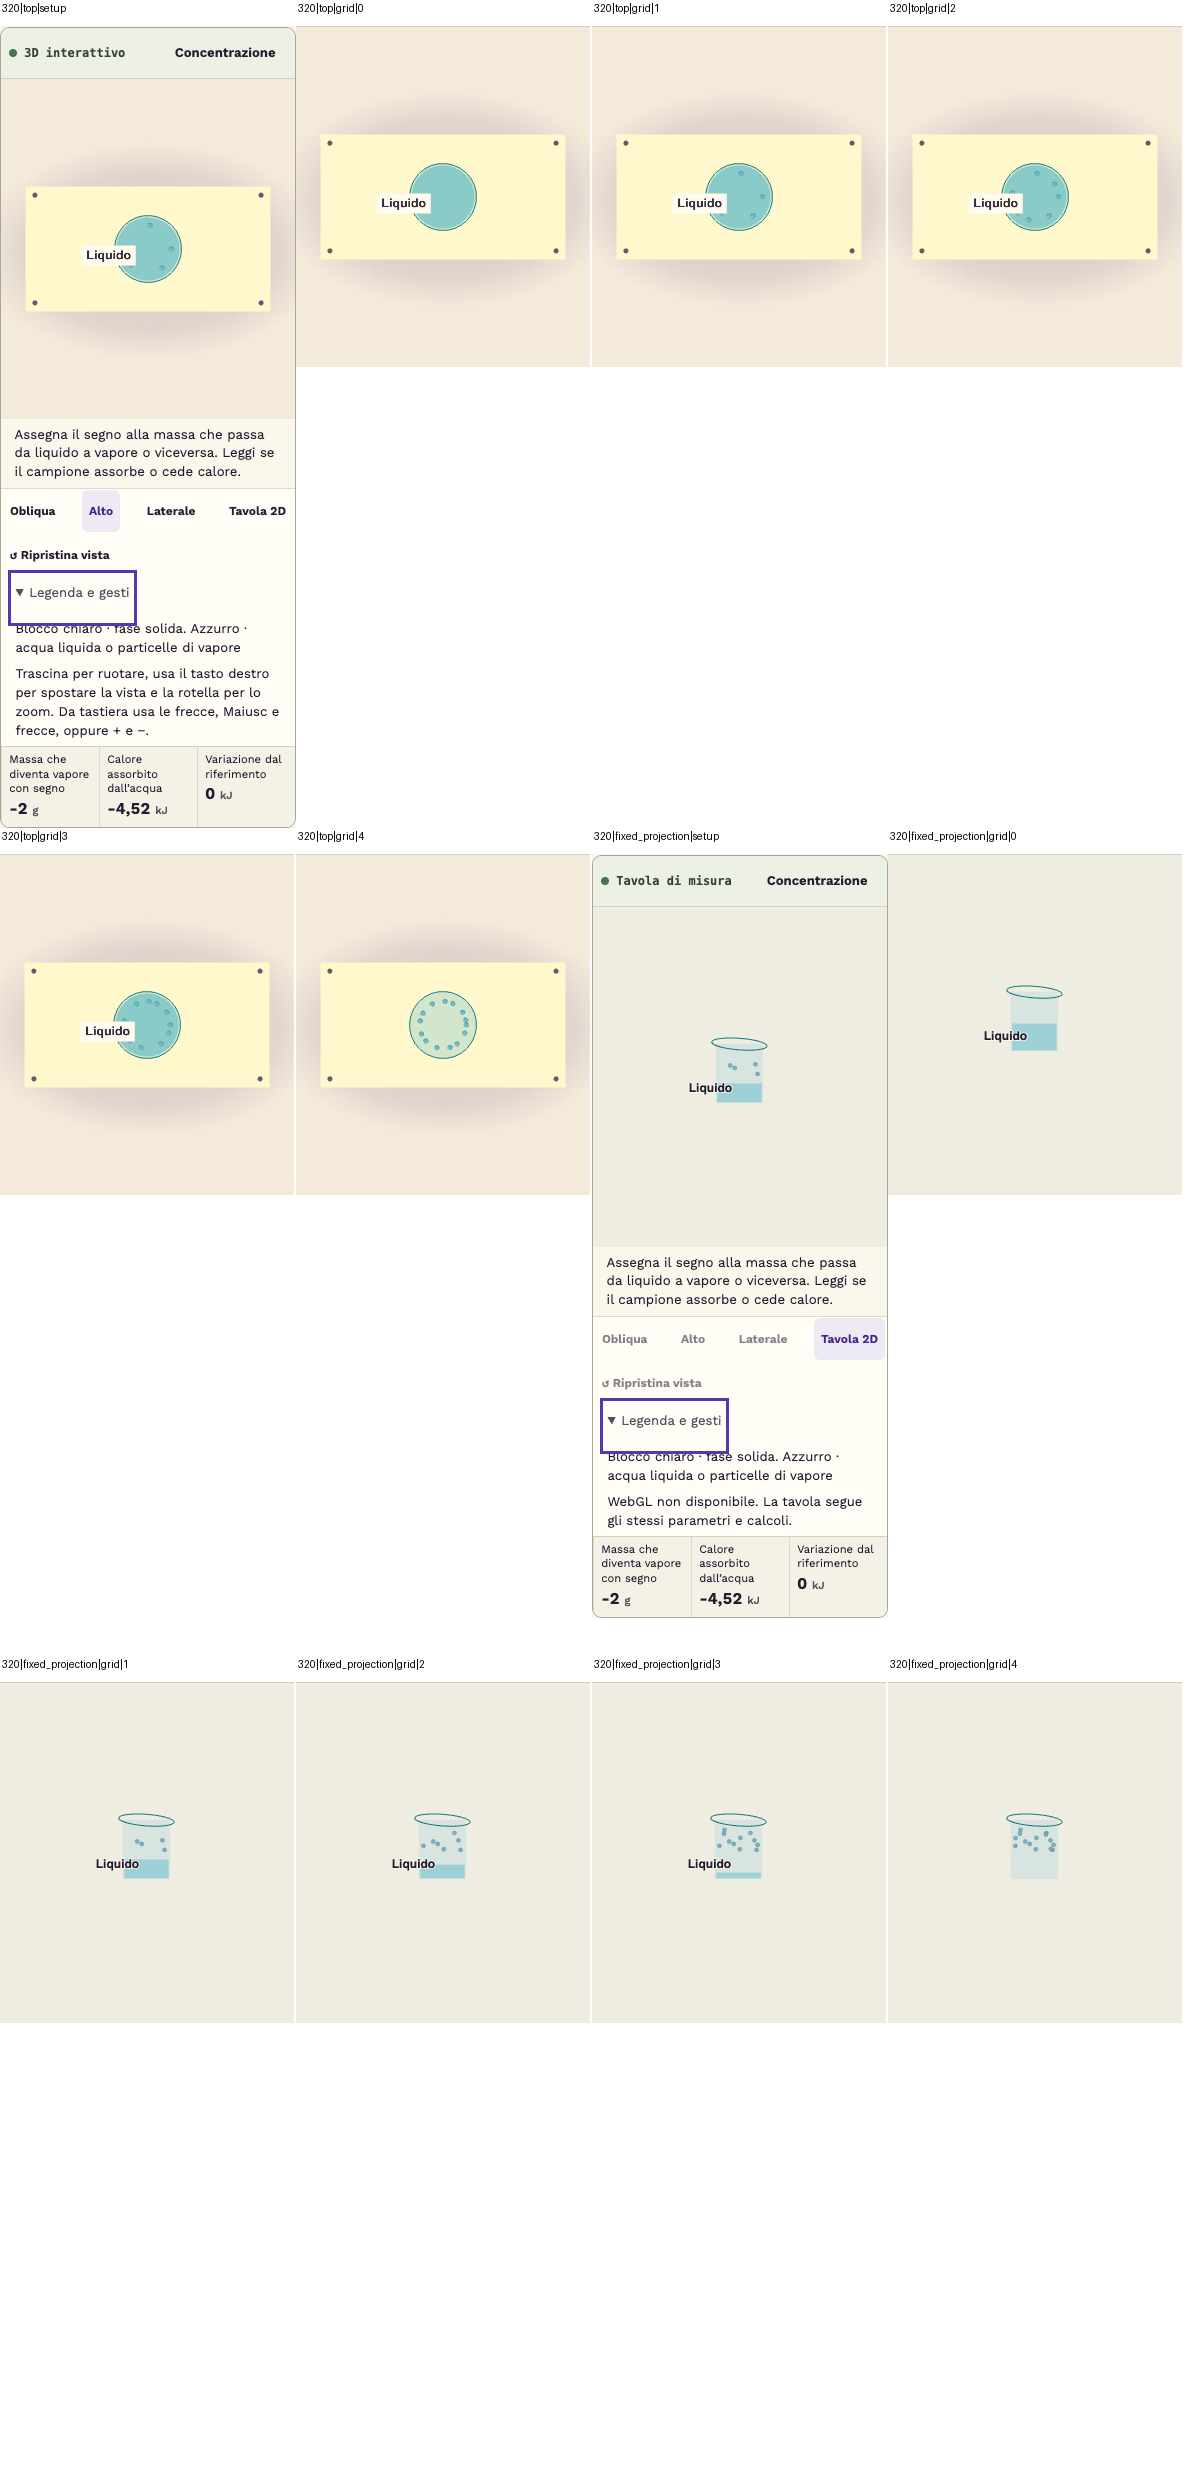 320|top|setup
320|top|grid|0
320|top|grid|1
320|top|grid|2
3D interattivo
Concentrazione
Liquido
Liquido
Liquido
Liquido
Assegna il segno alla massa che passa
da liquido a vapore o viceversa. Leggi se
il campione assorbe o cede calore.
Obliqua
Alto
Laterale
Tavola 2D
↺ Ripristina vista
▼ Legenda e gesti
Blocco chiaro · fase solida. Azzurro ·
acqua liquida o particelle di vapore
Trascina per ruotare, usa il tasto destro
per spostare la vista e la rotella per lo
zoom. Da tastiera usa le frecce, Maiusc e
frecce, oppure + e −.
Massa che
diventa vapore
con segno
-2 g
Calore
assorbito
dall'acqua
-4,52 kJ
Variazione dal
riferimento
0 kJ
320|top|grid|3
320|top|grid|4
320|fixed_projection|setup
320|fixed_projection|grid|0
Liquido
Tavola di misura
Concentrazione
Liquido
Liquido
Assegna il segno alla massa che passa
da liquido a vapore o viceversa. Leggi se
il campione assorbe o cede calore.
Obliqua
Alto
Laterale
Tavola 2D
↺ Ripristina vista
▼ Legenda e gesti
Blocco chiaro · fase solida. Azzurro ·
acqua liquida o particelle di vapore
WebGL non disponibile. La tavola segue
gli stessi parametri e calcoli.
Massa che
diventa vapore
con segno
-2 g
Calore
assorbito
dall'acqua
-4,52 kJ
Variazione dal
riferimento
0 kJ
320|fixed_projection|grid|1
320|fixed_projection|grid|2
320|fixed_projection|grid|3
320|fixed_projection|grid|4
Liquido
Liquido
Liquido